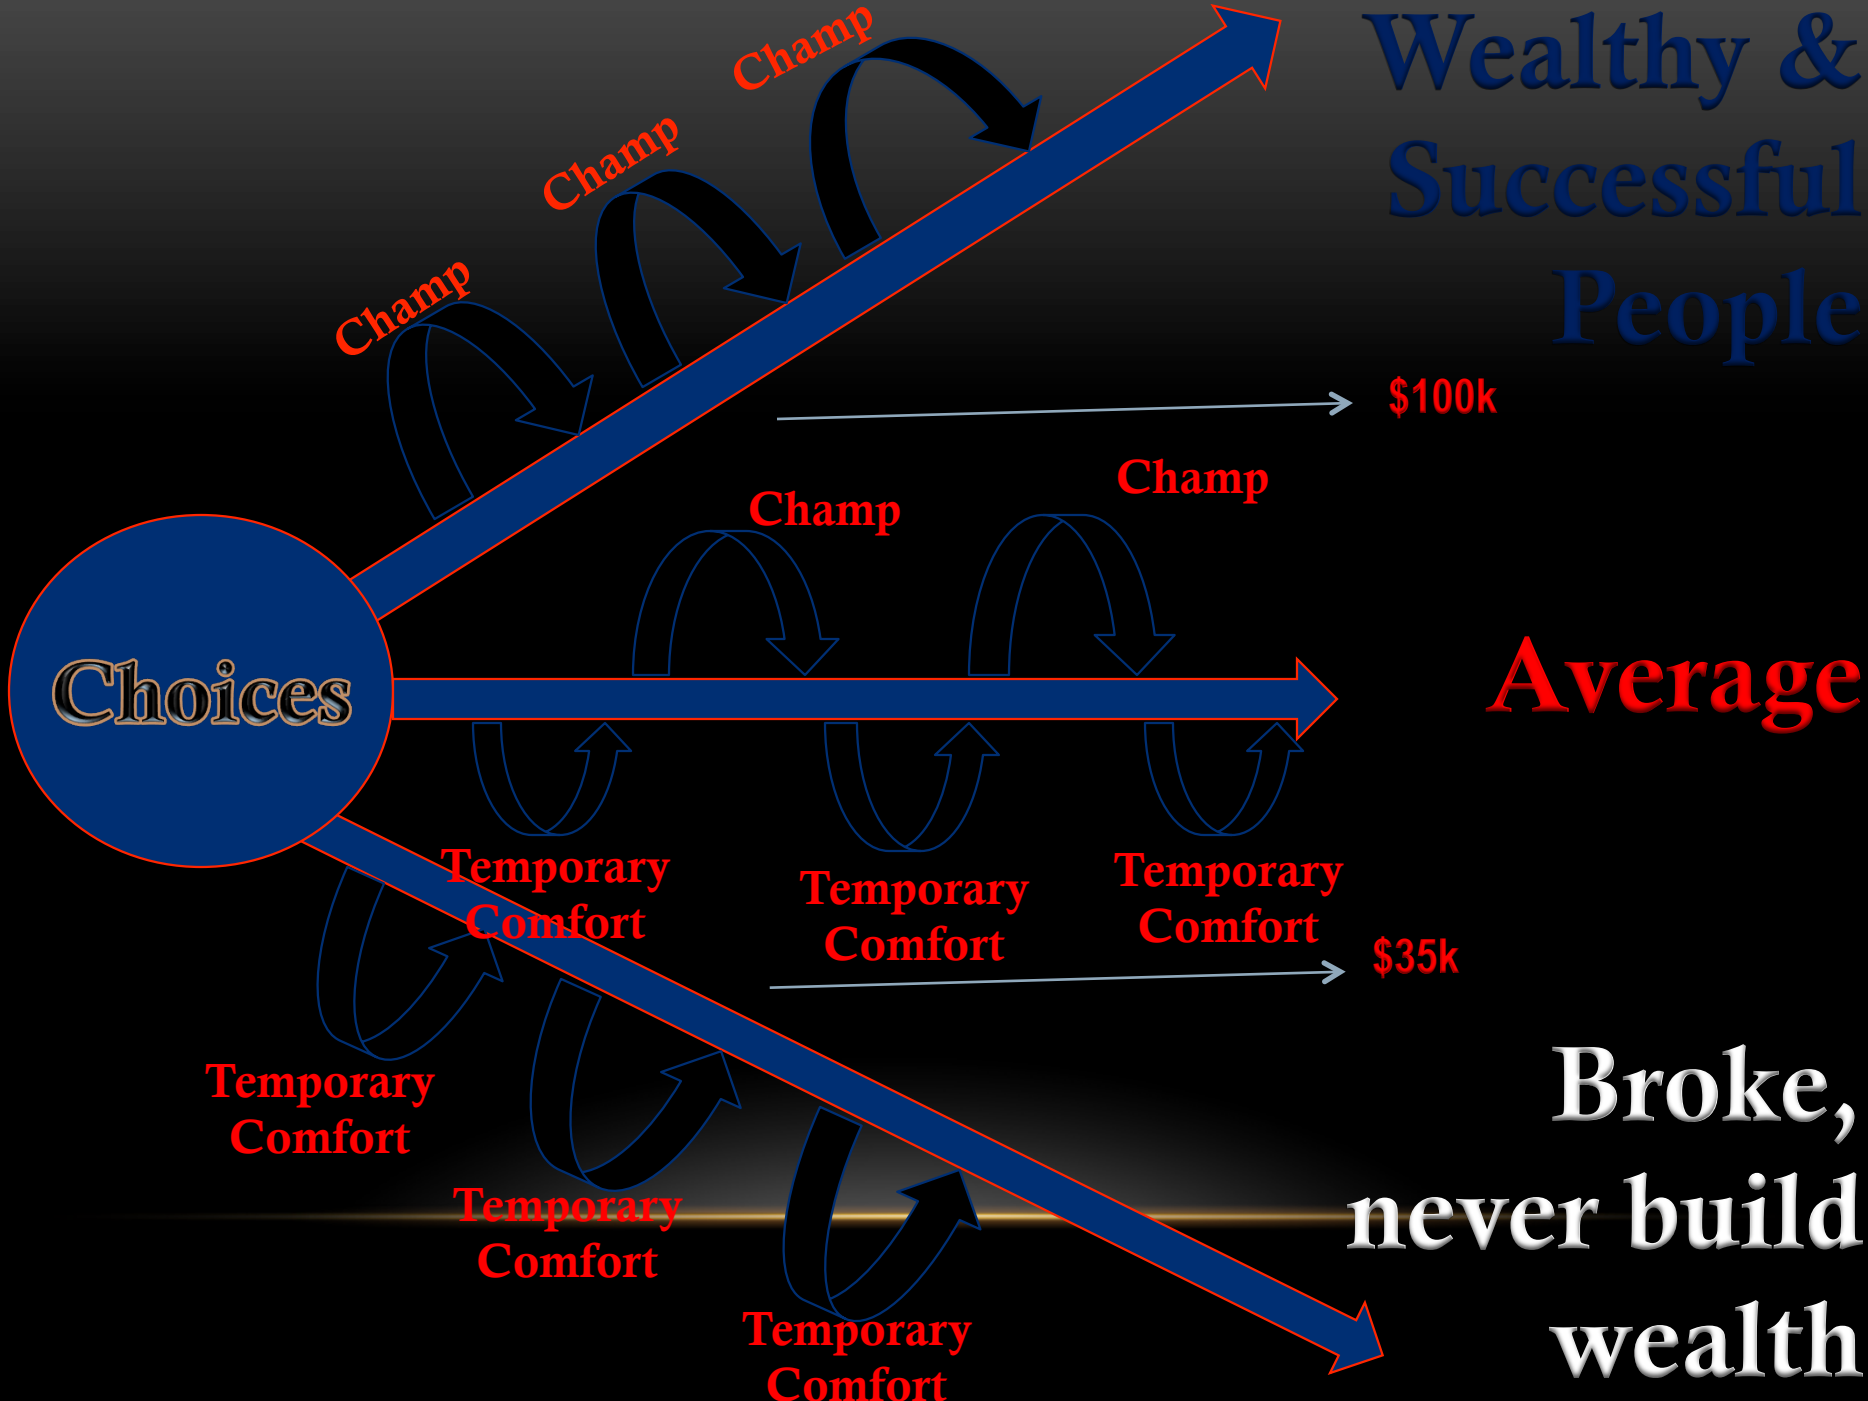 Champ
Wealthy &
Successful
People
Champ
Champ
$100k
Champ
Champ
Choices
Average
Temporary
Comfort
Temporary
Comfort
Temporary
Comfort
$35k
Temporary
Comfort
Temporary
Comfort
Temporary
Comfort
Broke,
never build
wealth